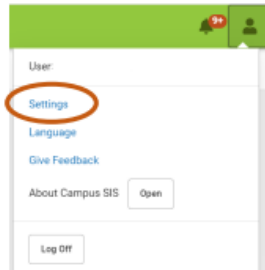 9+
User:
Settings
Language
Give Feedback
About Campus SIS Open
Log Off